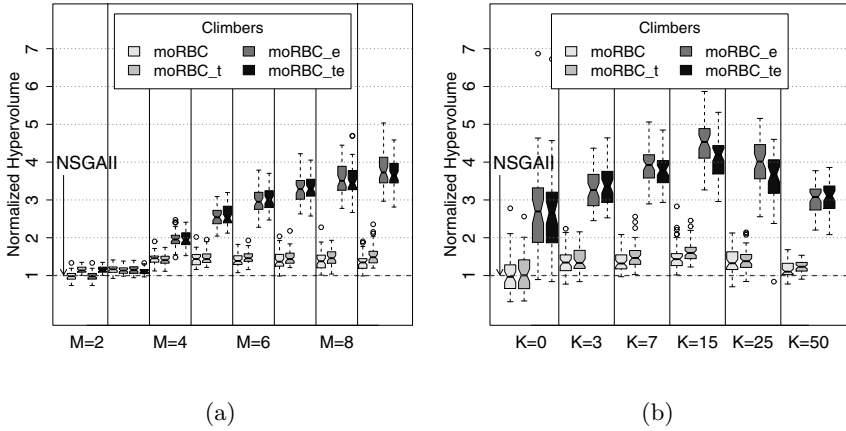 Climbers
moRBC moRBC_e
moRBC_t moRBC_te
Normalized Hypervolume
7
6
5
4
3
2
1
NSGAII
M=2 M=4 M=6 M=8
(a)
Climbers
moRBC moRBC_e
moRBC_t moRBC_te
Normalized Hypervolume
7
6
5
4
3
2
1
NSGAII
K=0 K=3 K=7 K=15 K=25 K=50
(b)